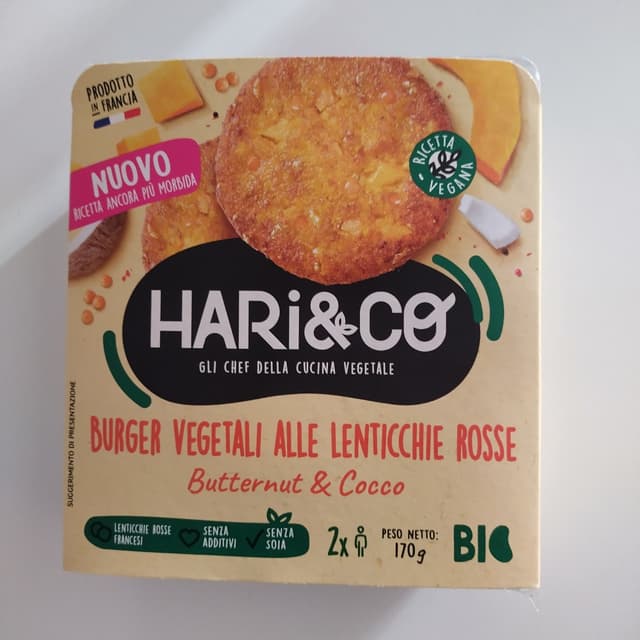 PRODOTTO
IN FRANCIA
NUOVO
RICETTA ANCORA PIÙ MORBIDA
RICETTA VEGANA
HARi&CO
GLI CHEF DELLA CUCINA VEGETALE
SUGGERIMENTO DI PRESENTAZIONE
BURGER VEGETALI ALLE LENTICCHIE ROSSE
Butternut & Cocco
LENTICCHIE ROSSE
FRANCESI
SENZA
ADDITIVI
SENZA
SOIA
2x
PESO NETTO:
170g
BIO